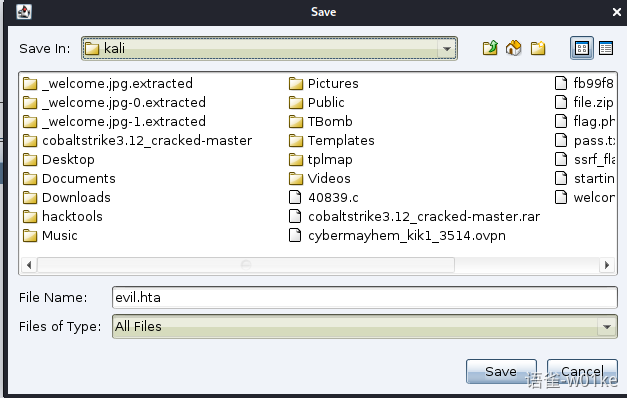 Save
Save In: kali
_welcome.jpg.extracted
_welcome.jpg-0.extracted
_welcome.jpg-1.extracted
cobaltstrike3.12_cracked-master
Desktop
Documents
Downloads
hacktools
Music
Pictures
Public
TBomb
Templates
tplmap
Videos
40839.c
cobaltstrike3.12_cracked-master.rar
cybermayhem_kik1_3514.ovpn
fb99f8
file.zip
flag.ph
pass.tx
ssrf_fla
startin
welcon
File Name: evil.hta
Files of Type: All Files
Save Cancel
语雀-w01ke